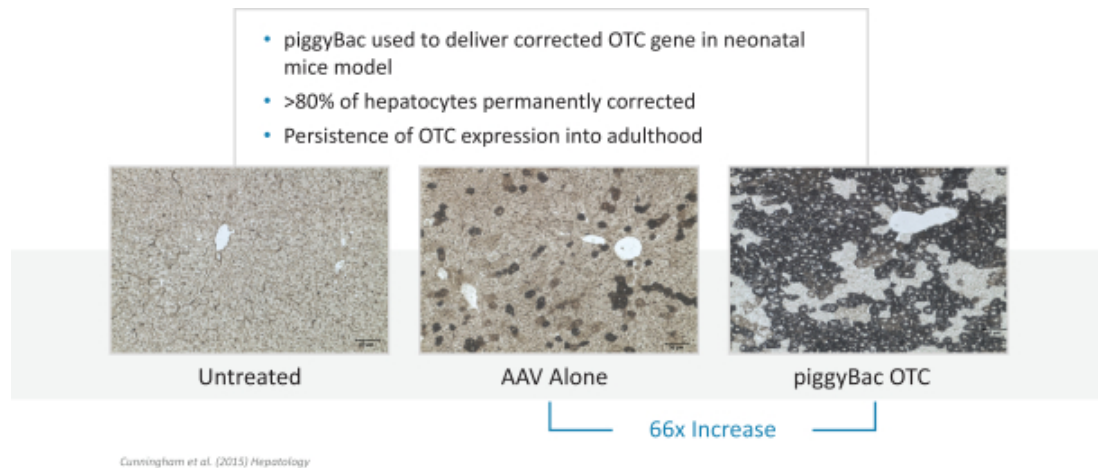 • piggyBac used to deliver corrected OTC gene in neonatal
mice model
• >80% of hepatocytes permanently corrected
• Persistence of OTC expression into adulthood
Untreated
AAV Alone
piggyBac OTC
66x Increase
Cunningham et al. (2015) Hepatology